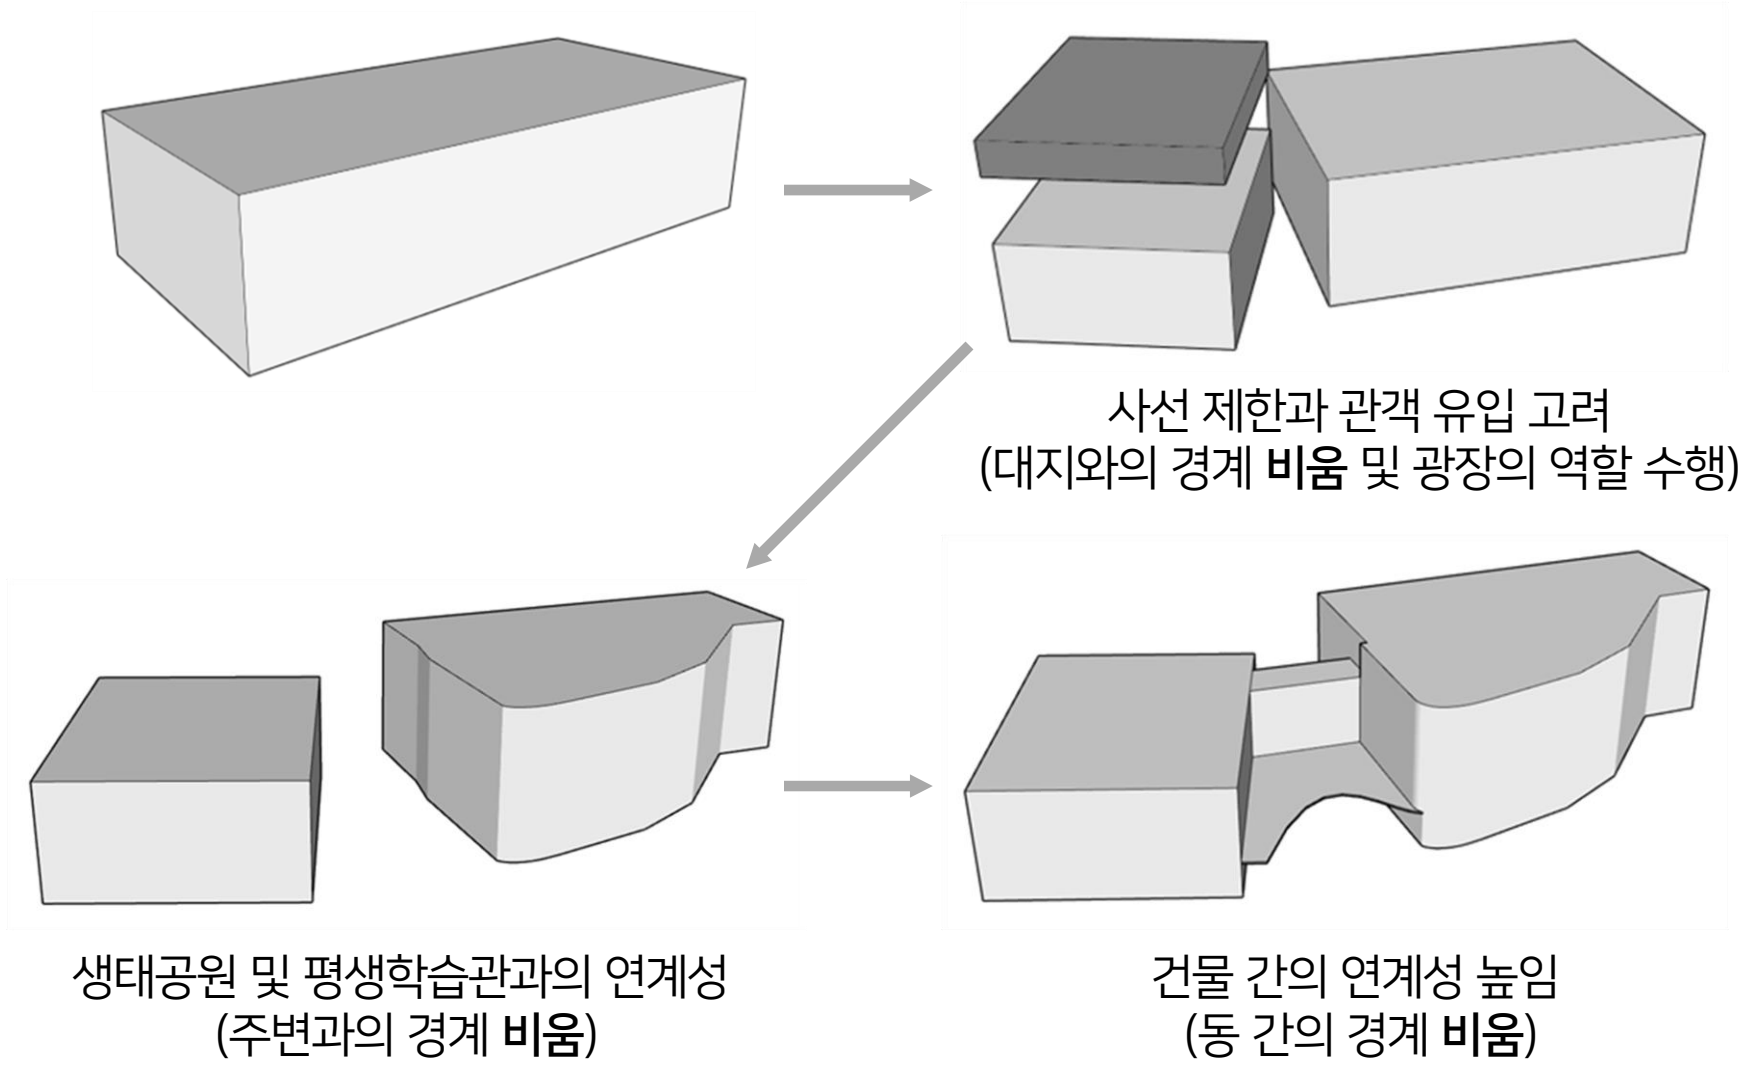 사선 제한과 관객 유입 고려
(대지와의 경계 비움 및 광장의 역할 수행)
생태공원 및 평생학습관과의 연계성
(주변과의 경계 비움)
건물 간의 연계성 높임
(동 간의 경계 비움)